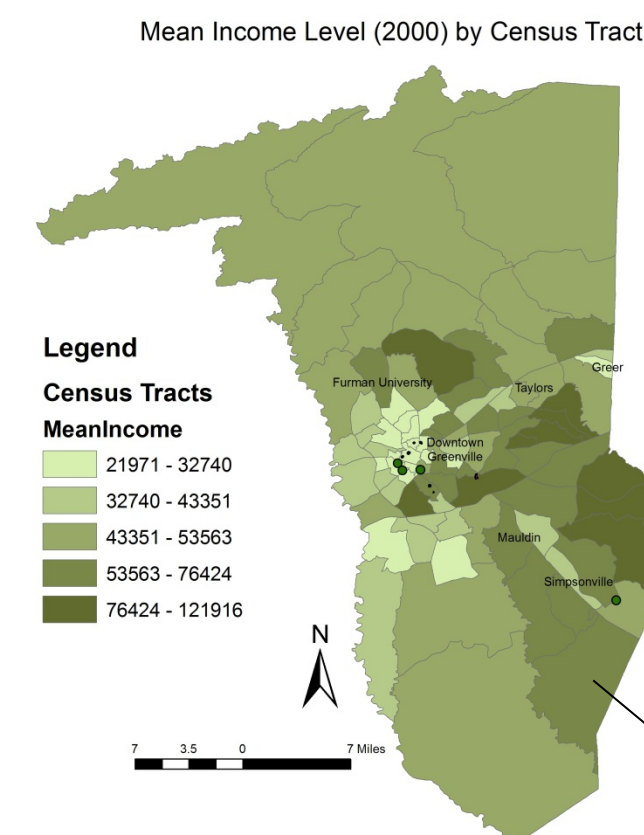 Mean Income Level (2000) by Census Tract
Legend
Census Tracts
MeanIncome
21971 - 32740
32740 - 43351
43351 - 53563
53563 - 76424
76424 - 121916
Furman University
Greer
Taylors
Downtown
Greenville
Mauldin
Simpsonville
N
7 3.5 0 7 Miles